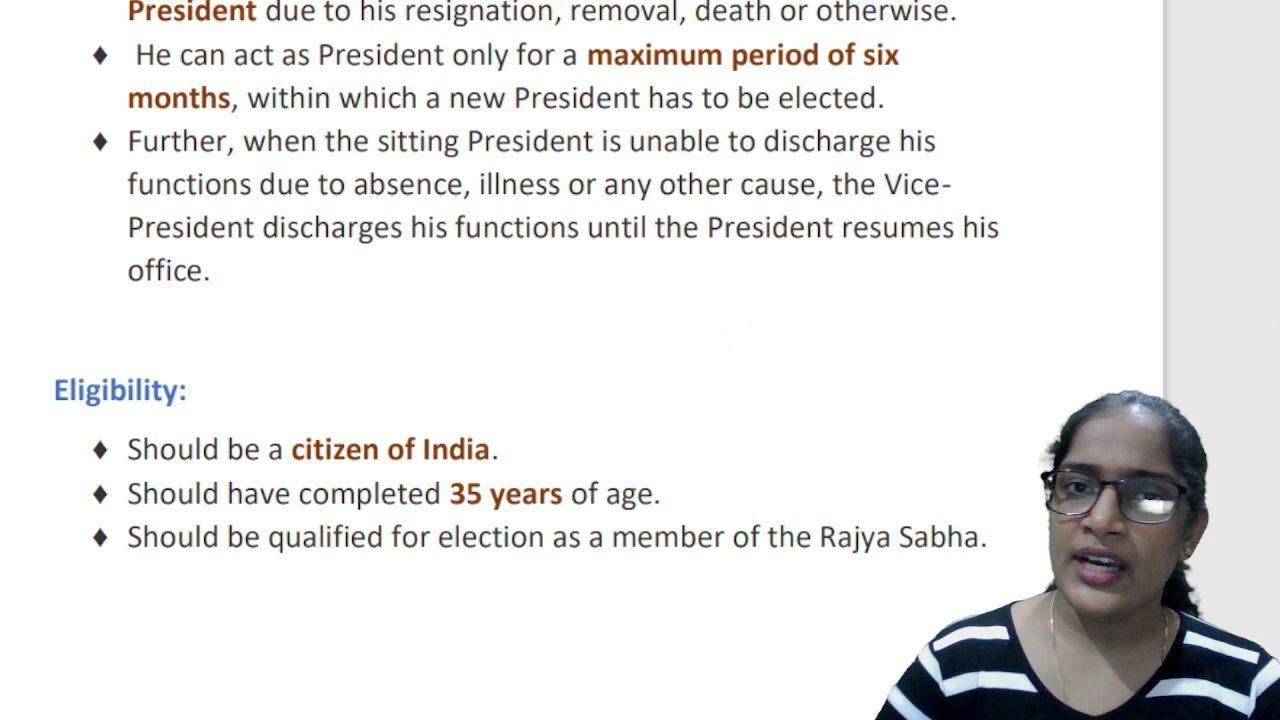 President due to his resignation, removal, death or otherwise.
♦ He can act as President only for a maximum period of six
months, within which a new President has to be elected.
♦ Further, when the sitting President is unable to discharge his
functions due to absence, illness or any other cause, the Vice-
President discharges his functions until the President resumes his
office.
Eligibility:
♦ Should be a citizen of India.
♦ Should have completed 35 years of age.
♦ Should be qualified for election as a member of the Rajya Sabha.